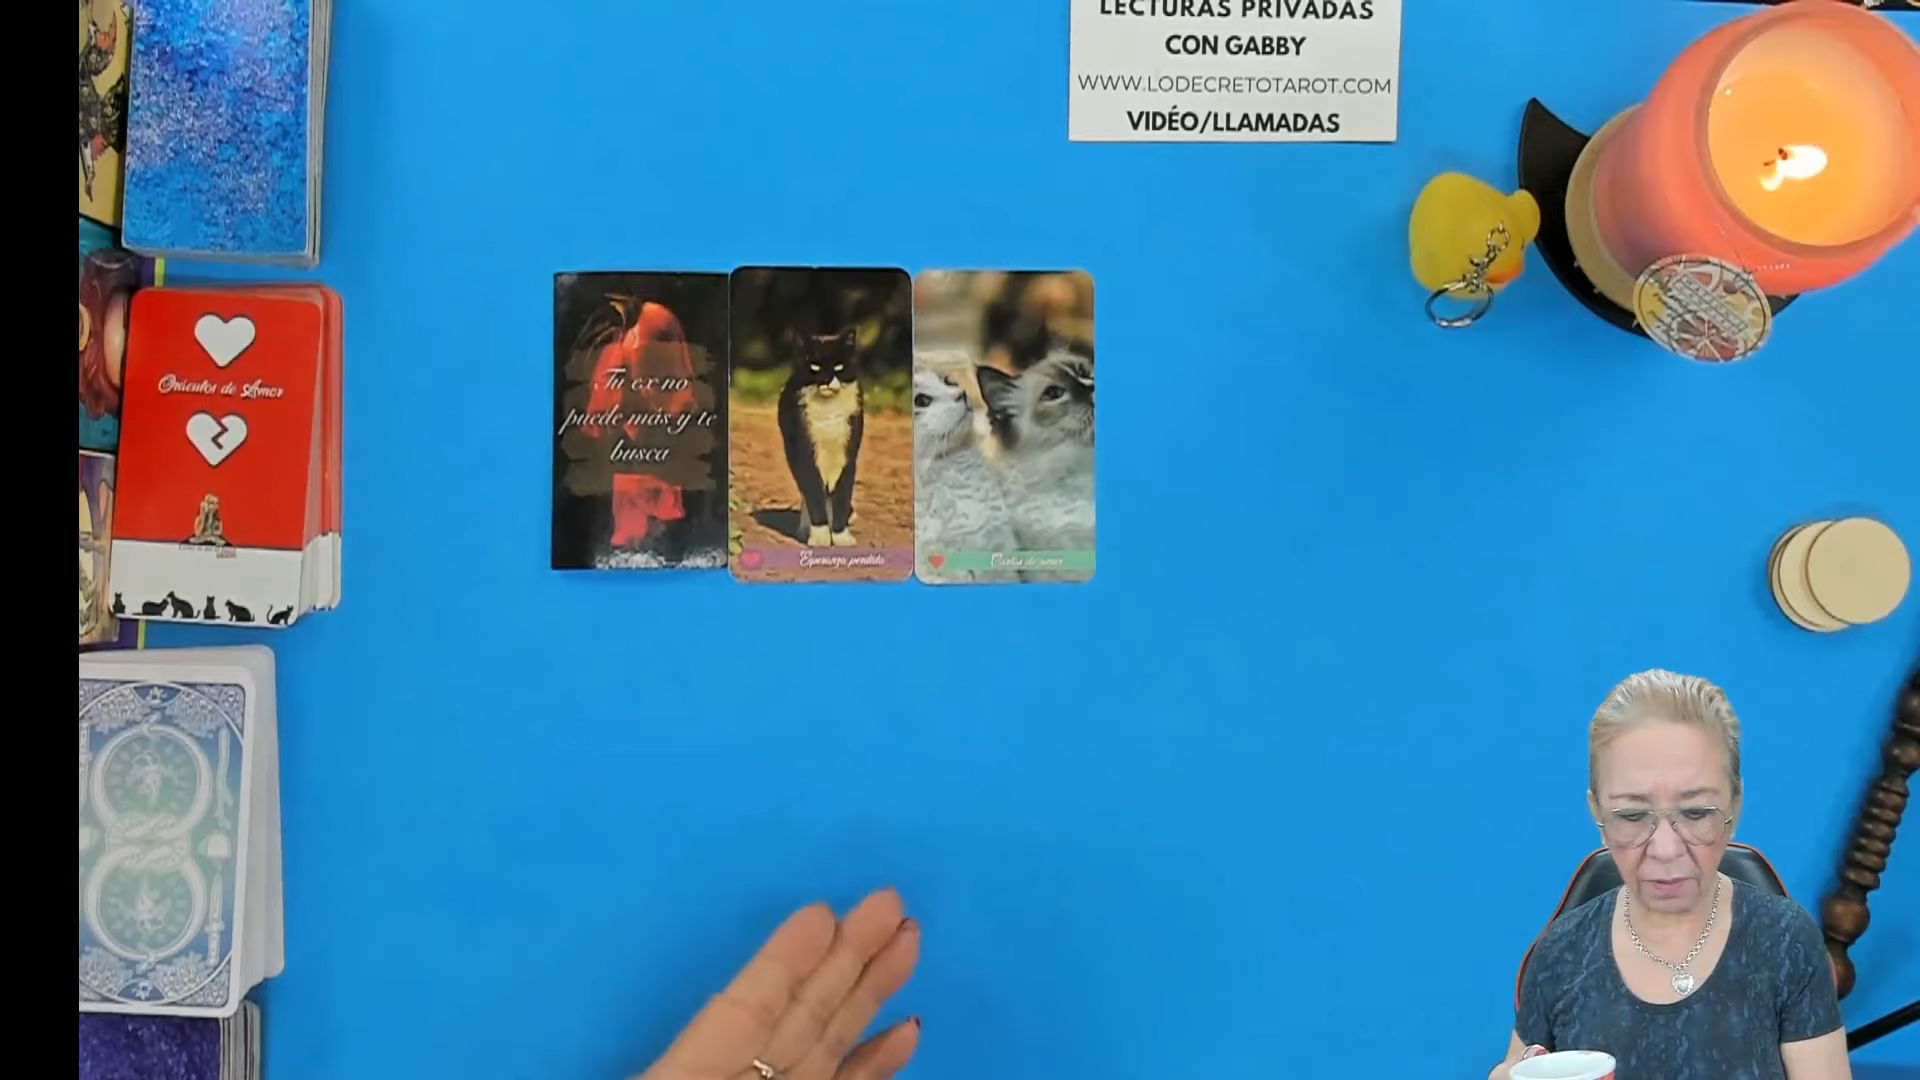 LECTURAS PRIVADAS
CON GABBY
WWW.LODECRETOTAROT.COM
VIDÉO/LLAMADAS
Oráculos de Amor
Tu ex no
puede más y te
busca
Esperanza perdida
Cartas de amor